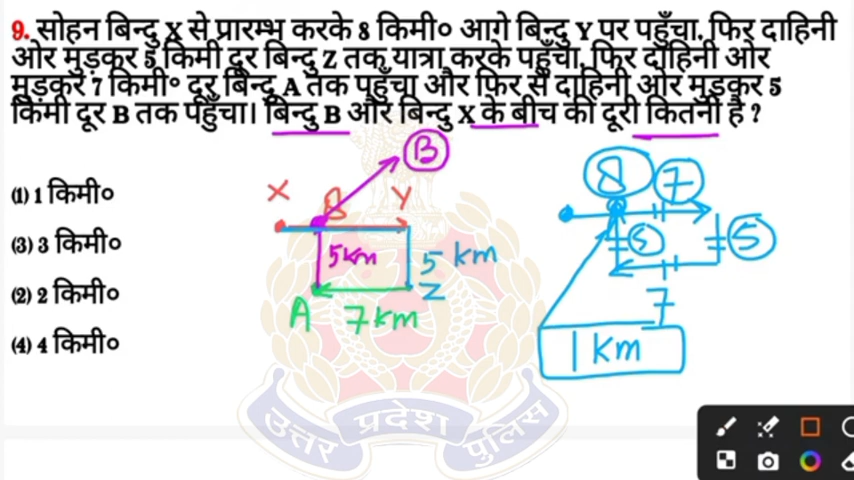 9. सोहन बिन्दु X से प्रारम्भ करके 8 किमी० आगे बिन्दु Y पर पहुँचा. फिर दाहिनी
ओर मुड़कर 5 किमी दूर बिन्दु Z तक यात्रा करके पहुँचा. फिर दाहिनी ओर
मुड़कर 7 किमी० दूर बिन्दु A तक पहुँचा और फिर से दाहिनी ओर मुड़कर 5
किमी दूर B तक पहुँचा। बिन्दु B और बिन्दु X के बीच की दूरी कितनी है ?
(1) 1 किमी०
(3) 3 किमी०
(2) 2 किमी०
(4) 4 किमी०
B
X 8 Y
5km 5 km
A 7km Z
8 7
5 5
7
1 km
उत्तर प्रदेश पुलिस